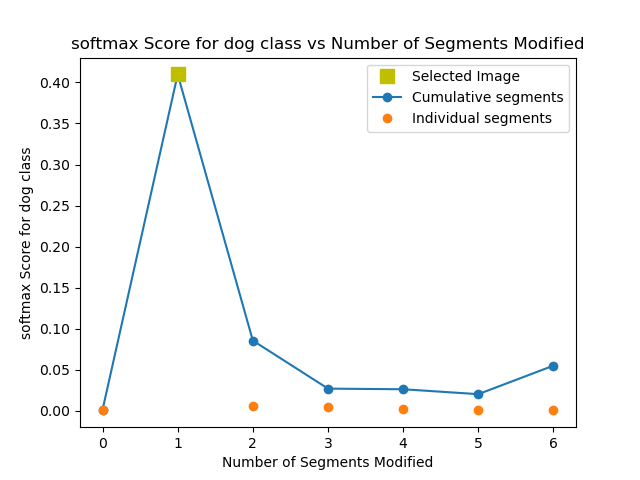 softmax Score for dog class vs Number of Segments Modified
Selected Image
Cumulative segments
Individual segments
softmax Score for dog class
0.40
0.35
0.30
0.25
0.20
0.15
0.10
0.05
0.00
0 1 2 3 4 5 6
Number of Segments Modified